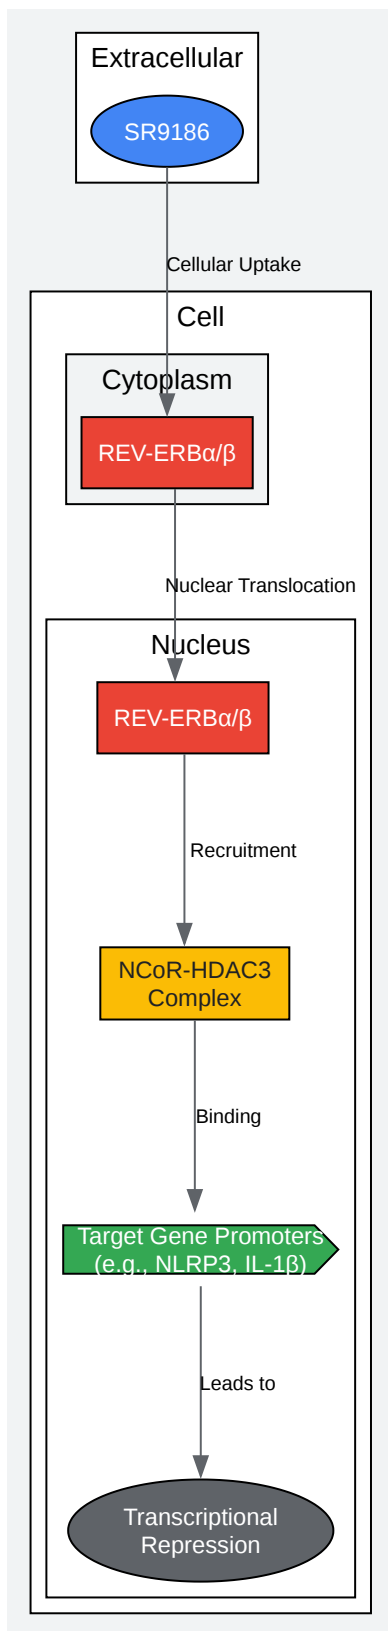 Extracellular
SR9186
Cellular Uptake
Cell
Cytoplasm
REV-ERBα/β
Nuclear Translocation
Nucleus
REV-ERBα/β
Recruitment
NCoR-HDAC3
Complex
Binding
Target Gene Promoters
(e.g., NLRP3, IL-1β)
Leads to
Transcriptional
Repression